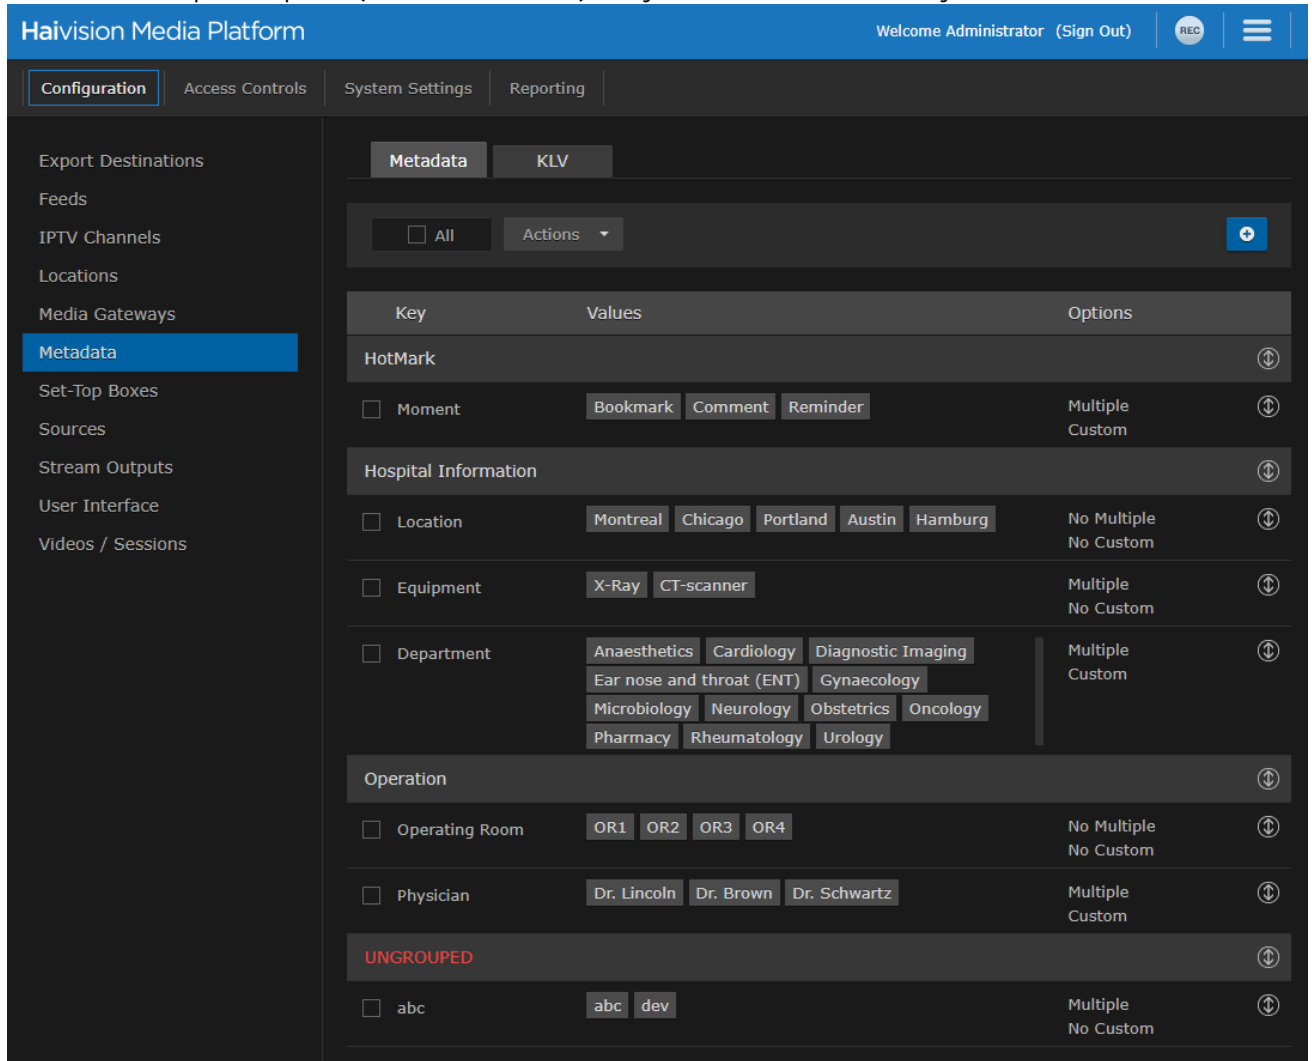 Haivision Media Platform
Welcome Administrator (Sign Out)
REC
Configuration
Access Controls
System Settings
Reporting
Export Destinations
Feeds
IPTV Channels
Locations
Media Gateways
Metadata
Set-Top Boxes
Sources
Stream Outputs
User Interface
Videos / Sessions
Metadata KLV
All Actions
Key Values Options
HotMark
Moment Bookmark Comment Reminder Multiple
Custom
Hospital Information
Location Montreal Chicago Portland Austin Hamburg No Multiple
No Custom
Equipment X-Ray CT-scanner Multiple
No Custom
Department Anaesthetics Cardiology Diagnostic Imaging Multiple
Ear nose and throat (ENT) Gynaecology Custom
Microbiology Neurology Obstetrics Oncology
Pharmacy Rheumatology Urology
Operation
Operating Room OR1 OR2 OR3 OR4 No Multiple
No Custom
Physician Dr. Lincoln Dr. Brown Dr. Schwartz Multiple
Custom
UNGROUPED
abc abc dev Multiple
No Custom